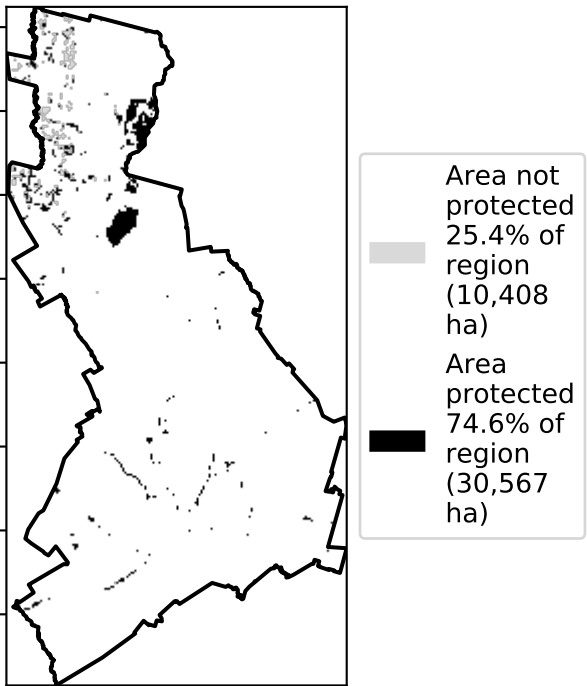 Area not
protected
25.4% of
region
(10,408
ha)
Area
protected
74.6% of
region
(30,567
ha)